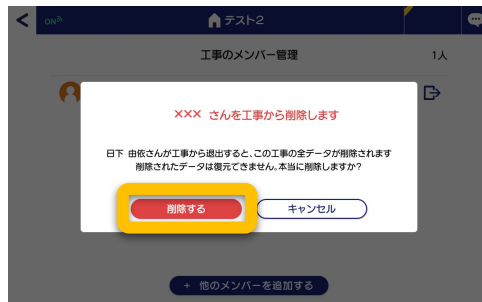 ON
テスト2
工事のメンバー管理
1人
××× さんを工事から削除します
日下 由依さんが工事から退出すると、この工事の全データが削除されます
削除されたデータは復元できません。本当に削除しますか?
削除する
キャンセル
+ 他のメンバーを追加する